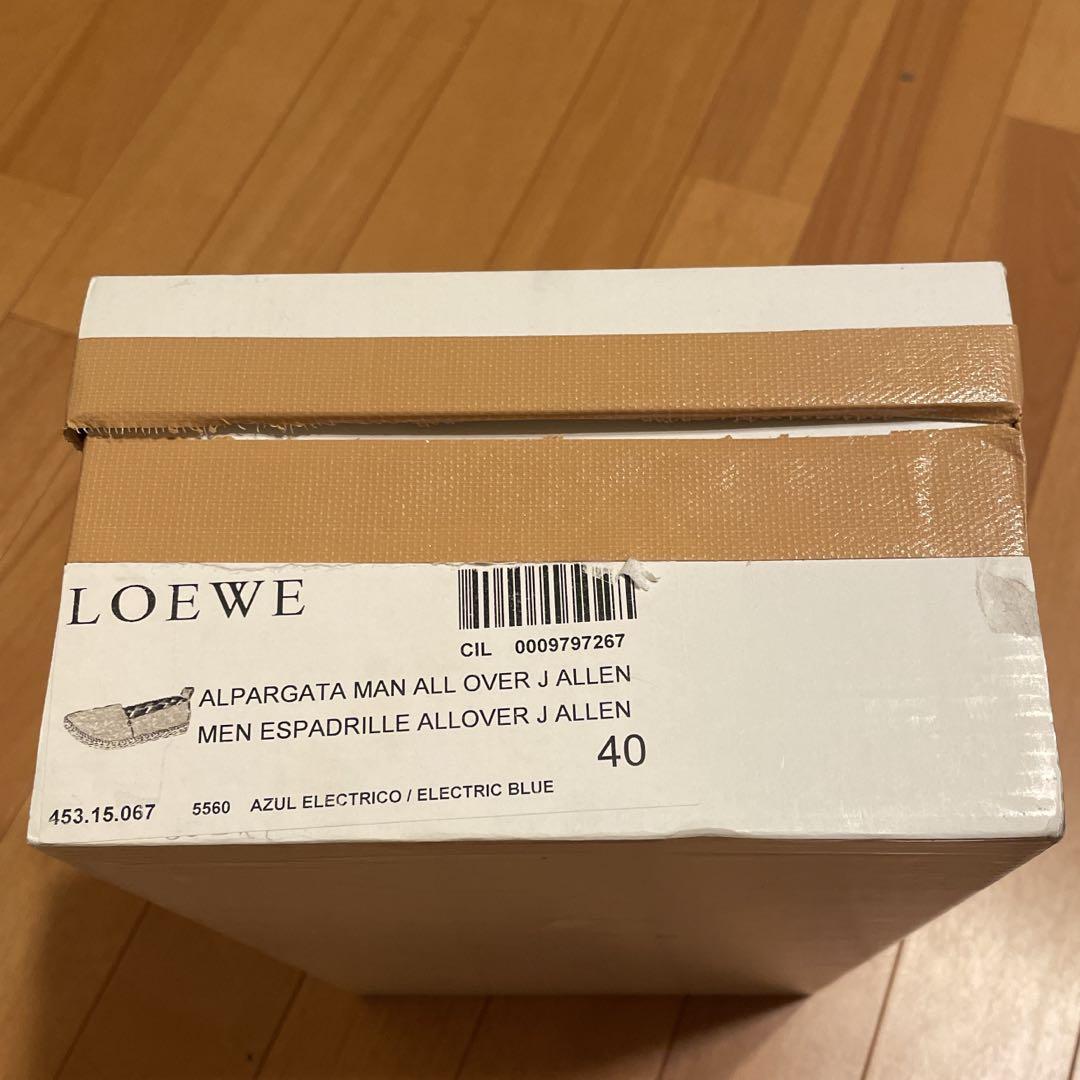 LOEWE
CIL 0009797267
ALPARGATA MAN ALL OVER J ALLEN
MEN ESPADRILLE ALLOVER J ALLEN
40
453.15.067 5560 AZUL ELECTRICO / ELECTRIC BLUE